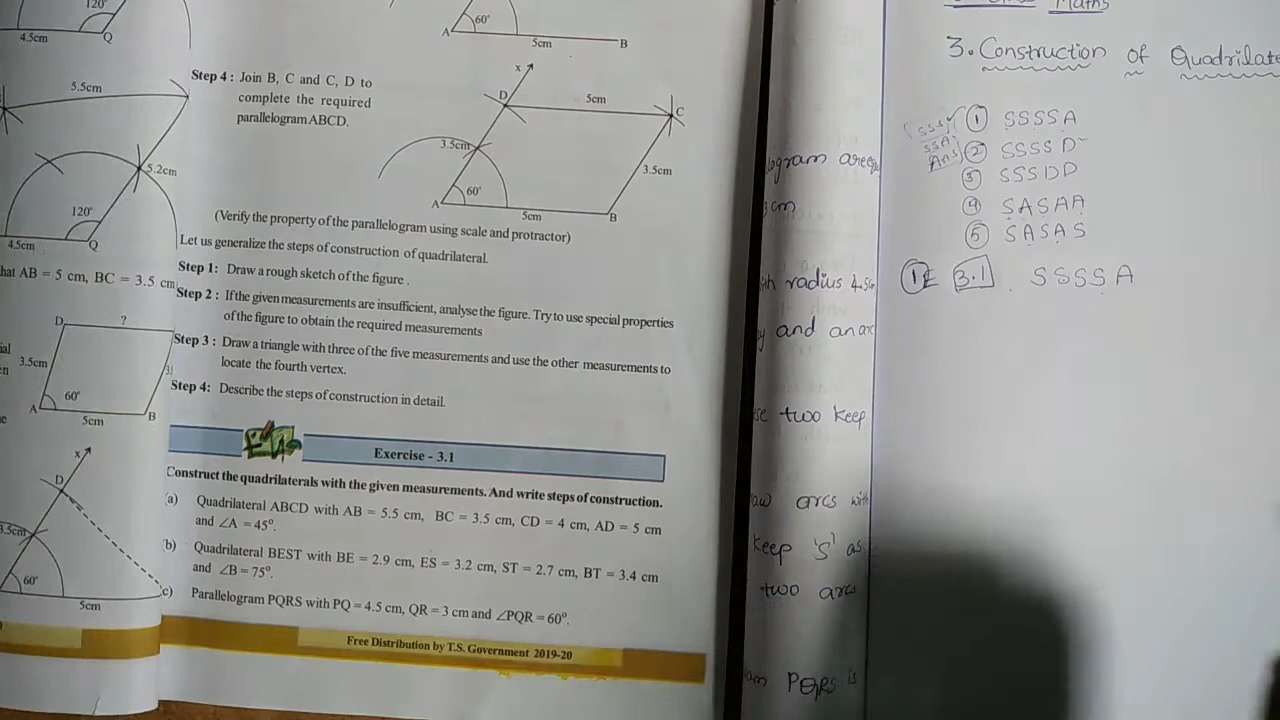 120°
4.5cm
Q
5.5cm
5.2cm
120°
4.5cm
Q
hat AB = 5 cm, BC = 3.5 cm
D
?
3.5cm
60°
A
5cm
B
X
D
3.5cm
60°
5cm
A
60°
5cm
B
Step 4 : Join B, C and C, D to
complete the required
parallelogram ABCD.
X
D
5cm
C
3.5cm
3.5cm
60°
A
5cm
B
(Verify the property of the parallelogram using scale and protractor)
Let us generalize the steps of construction of quadrilateral.
Step 1: Draw a rough sketch of the figure .
Step 2 : If the given measurements are insufficient, analyse the figure. Try to use special properties
of the figure to obtain the required measurements
Step 3 : Draw a triangle with three of the five measurements and use the other measurements to
locate the fourth vertex.
Step 4: Describe the steps of construction in detail.
Exercise - 3.1
Construct the quadrilaterals with the given measurements. And write steps of construction.
(a) Quadrilateral ABCD with AB = 5.5 cm, BC = 3.5 cm, CD = 4 cm, AD = 5 cm
and ∠A = 45°.
(b) Quadrilateral BEST with BE = 2.9 cm, ES = 3.2 cm, ST = 2.7 cm, BT = 3.4 cm
and ∠B = 75°.
(c) Parallelogram PQRS with PQ = 4.5 cm, QR = 3 cm and ∠PQR = 60°.
Free Distribution by T.S. Government 2019-20
logram are
cm
radius 4.5cm
and an arc
two keep
arcs with
keep 'S' as
two arcs
PQRS is
Maths
3. Construction of Quadrilate
SSS
SSA
① SSSSA
② SSSSD
③ SSSDD
④ SASAA
⑤ SASAS
① 3.1 SSSSA